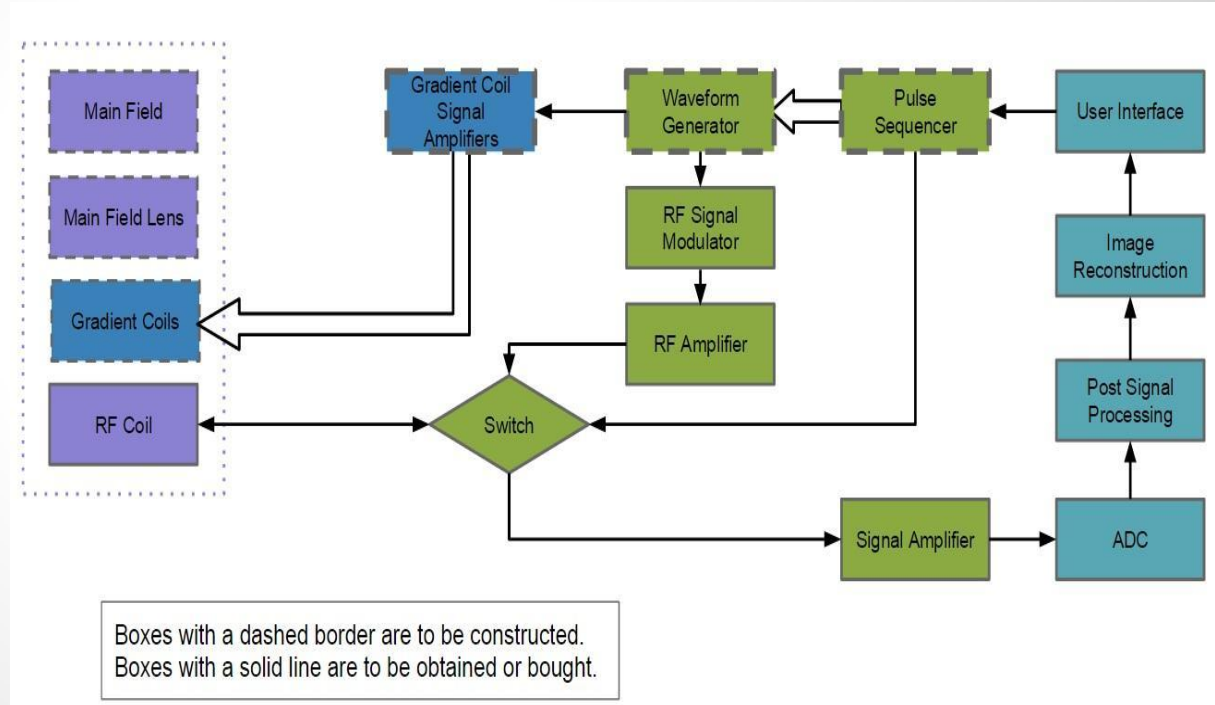 Main Field
Main Field Lens
Gradient Coils
RF Coil
Gradient Coil
Signal
Amplifiers
Waveform
Generator
Pulse
Sequencer
User Interface
RF Signal
Modulator
Image
Reconstruction
RF Amplifier
Post Signal
Processing
Switch
Signal Amplifier
ADC
Boxes with a dashed border are to be constructed.
Boxes with a solid line are to be obtained or bought.